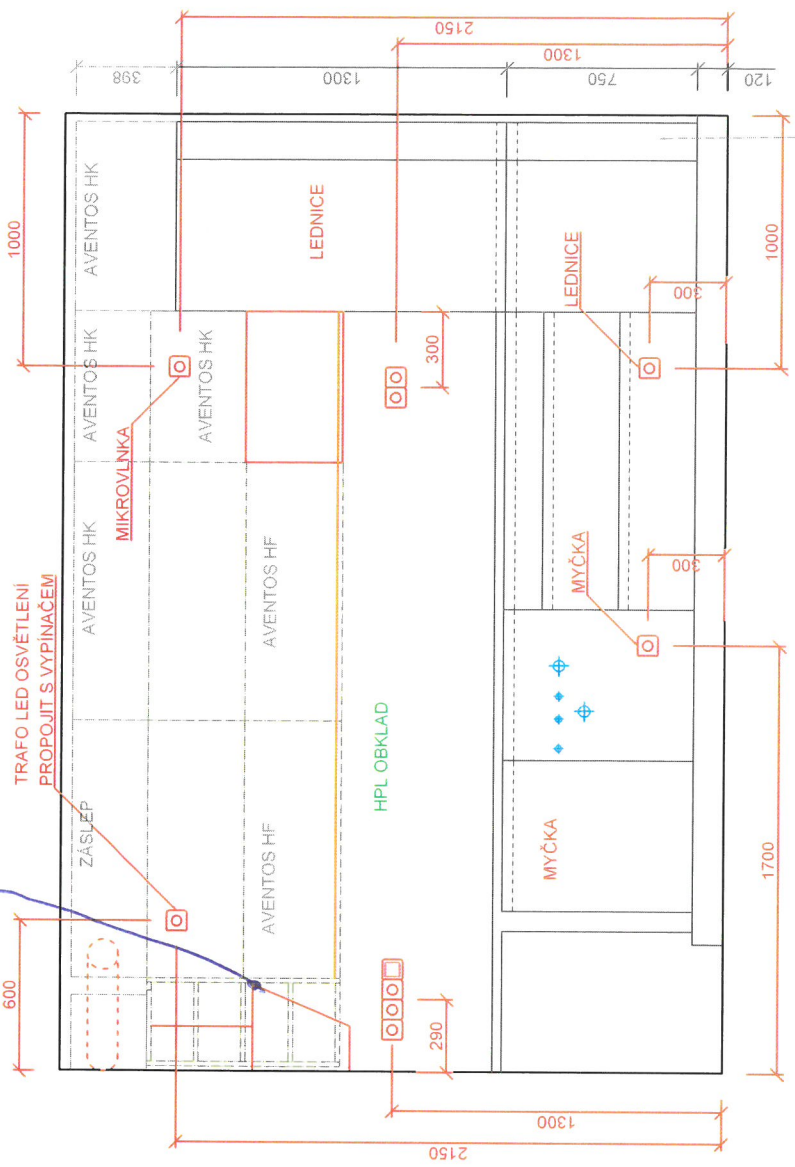 1000
AVENTOS HK
AVENTOS HK
AVENTOS HK
ZÁSLEP
TRAFO LED OSVĚTLENÍ
PROPOJIT S VYPÍNAČEM
600
MIKROVLNKA
AVENTOS HK
AVENTOS HF
AVENTOS HF
LEDNICE
398
2150
1300
1300
750
120
300
HPL OBKLAD
290
LEDNICE
300
MYČKA
300
MYČKA
1000
1700
1300
2150